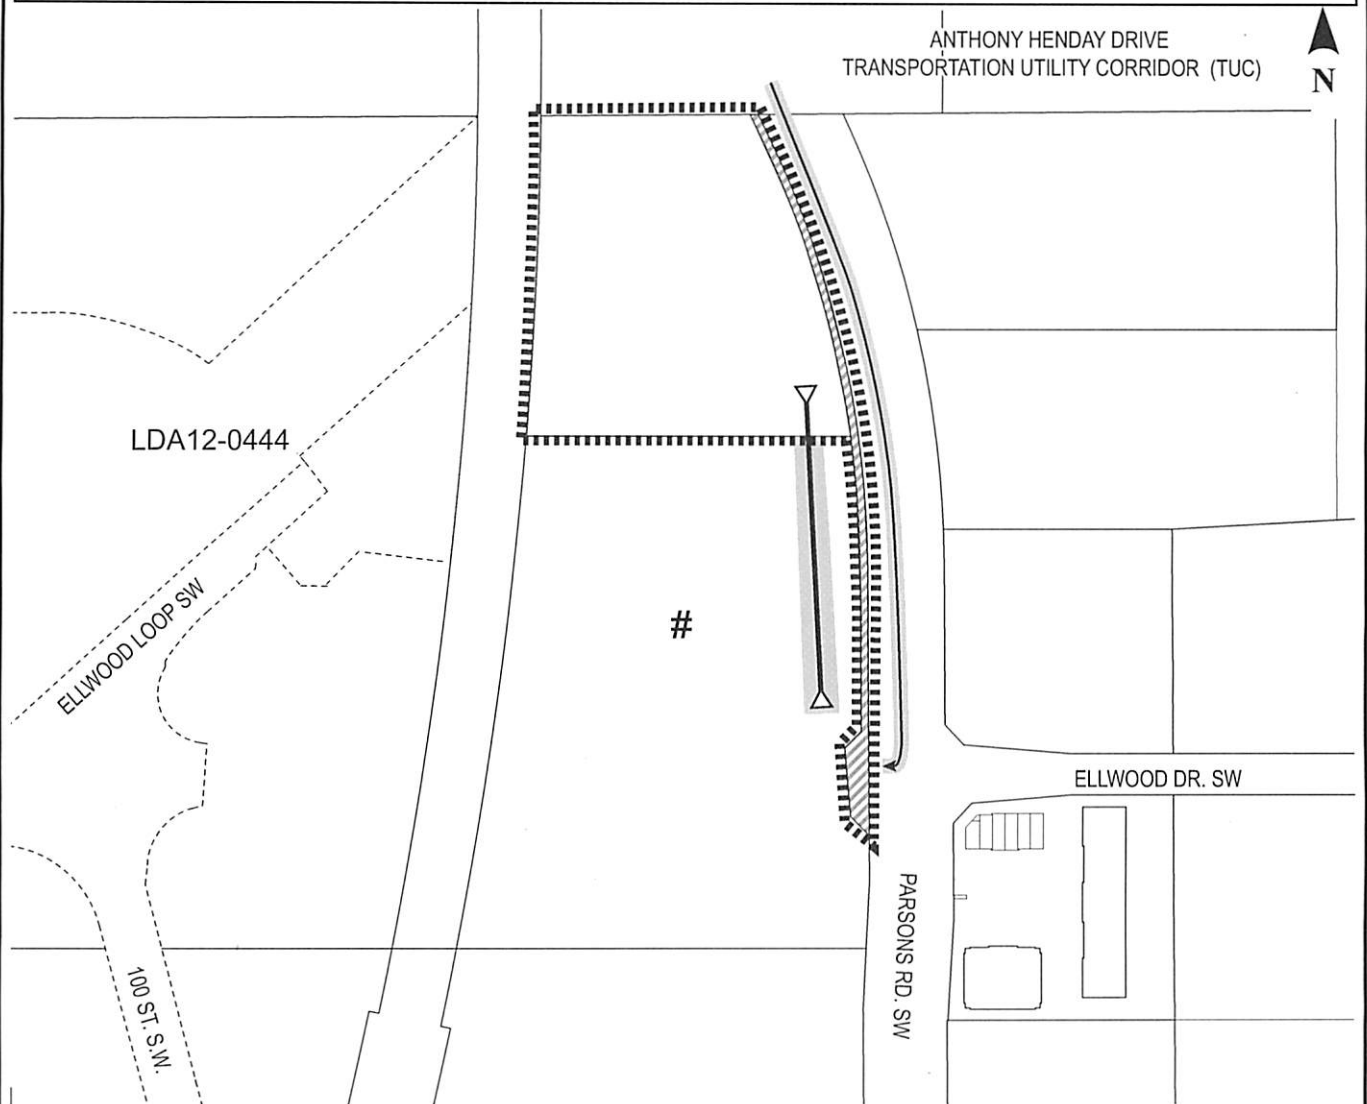 ANTHONY HENDAY DRIVE
TRANSPORTATION UTILITY CORRIDOR (TUC)
N
LDA12-0444
ELLWOOD LOOP SW
#
ELLWOOD DR. SW
PARSONS RD. SW
100 ST. S.W.